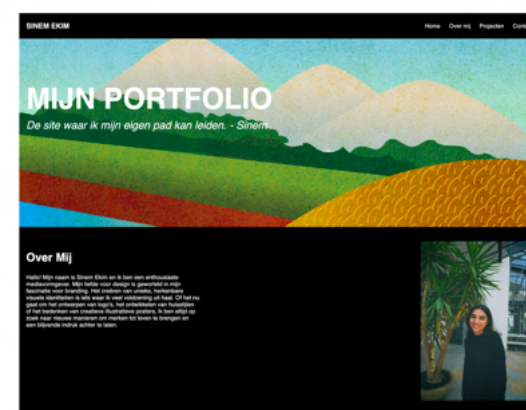 SINEM EKIM
Home Over mij Projecten
MIJN PORTFOLIO
De site waar ik mijn eigen pad kan leiden. - Sinem
Over Mij
Hallo! Mijn naam is Sinem Ekim en ik ben een enthousiaste
mediavormgever. Mijn liefde voor design is geworteld in mijn
fascinatie voor branding. Het creëren van unieke, herkenbare
visuele identiteiten is iets waar ik veel voldoening uit haal. Of het nu
gaat om het ontwerpen van logo's, het ontwikkelen van huisstijlen
of het bedenken van creatieve illustratieve posters, ik ben altijd op
zoek naar nieuwe manieren om merken tot leven te brengen en
een blijvende indruk achter te laten.